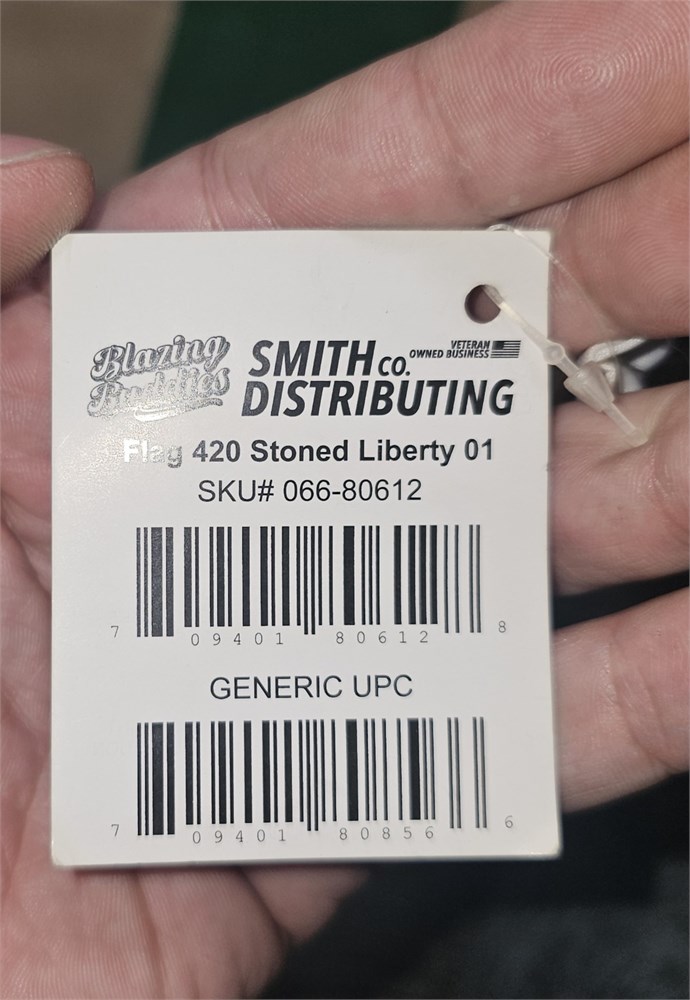 Blazing
Buddies
SMITH CO.
DISTRIBUTING
VETERAN
OWNED BUSINESS
Flag 420 Stoned Liberty 01
SKU# 066-80612
7 09401 80612 8
GENERIC UPC
7 09401 80856 6